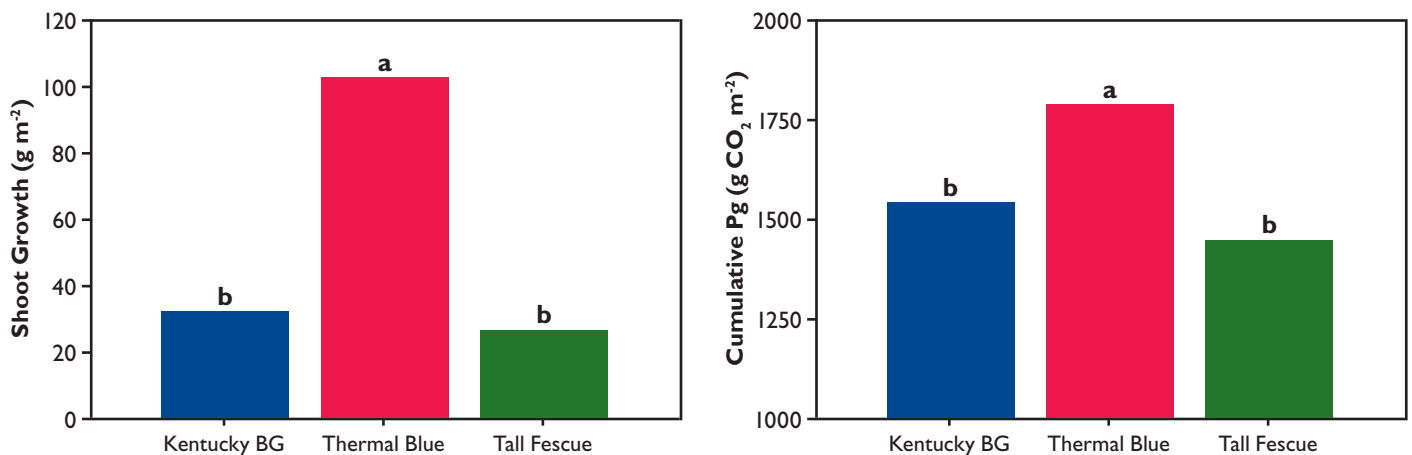 Shoot Growth (g m-2)
120
100
80
60
40
20
0
a
b
b
Kentucky BG Thermal Blue Tall Fescue
Cumulative Pg (g CO2 m-2)
2000
1750
1500
1250
1000
a
b
b
Kentucky BG Thermal Blue Tall Fescue